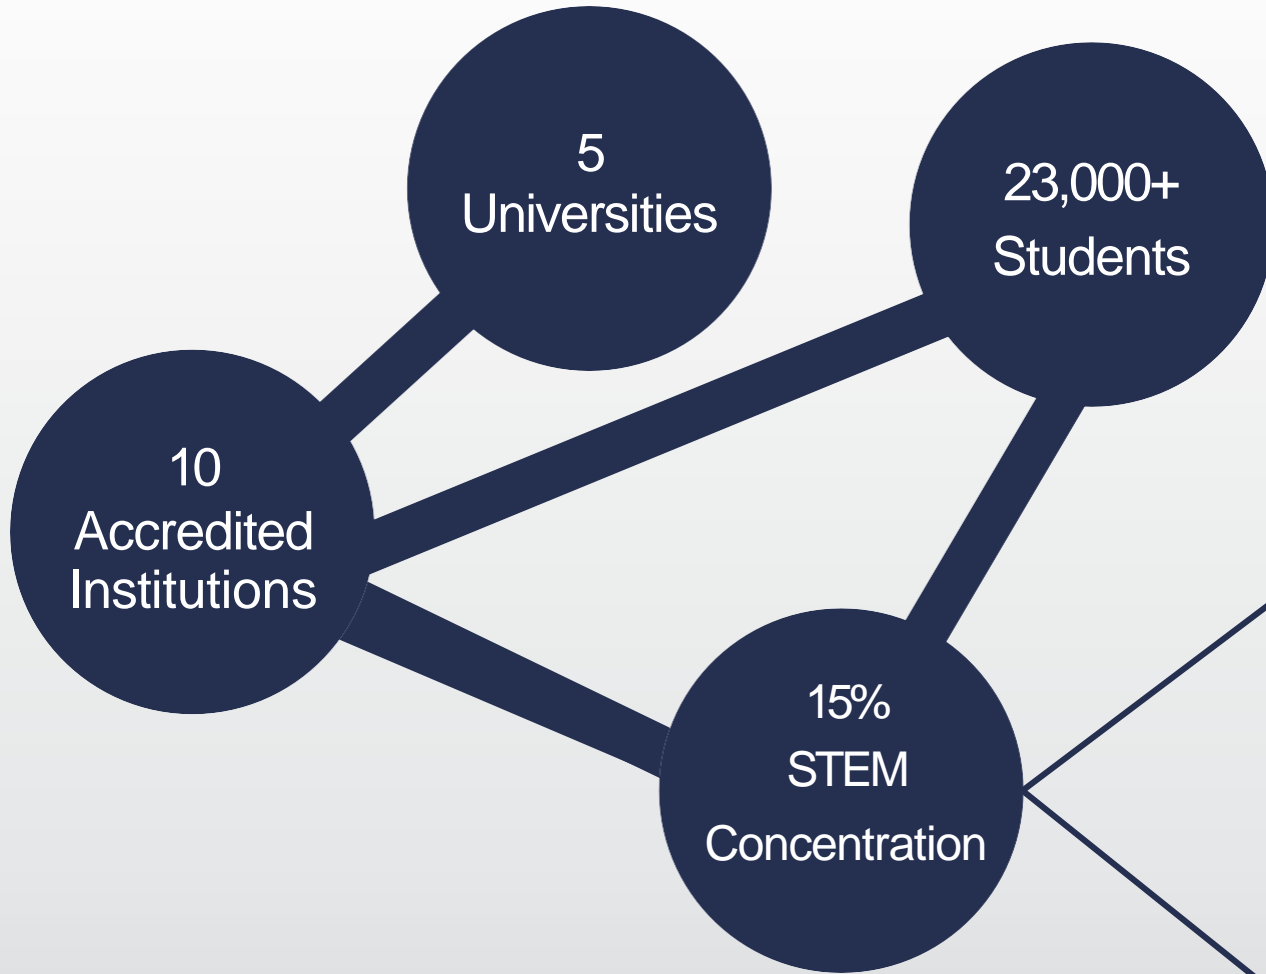 5
Universities
23,000+
Students
10
Accredited
Institutions
15%
STEM
Concentration